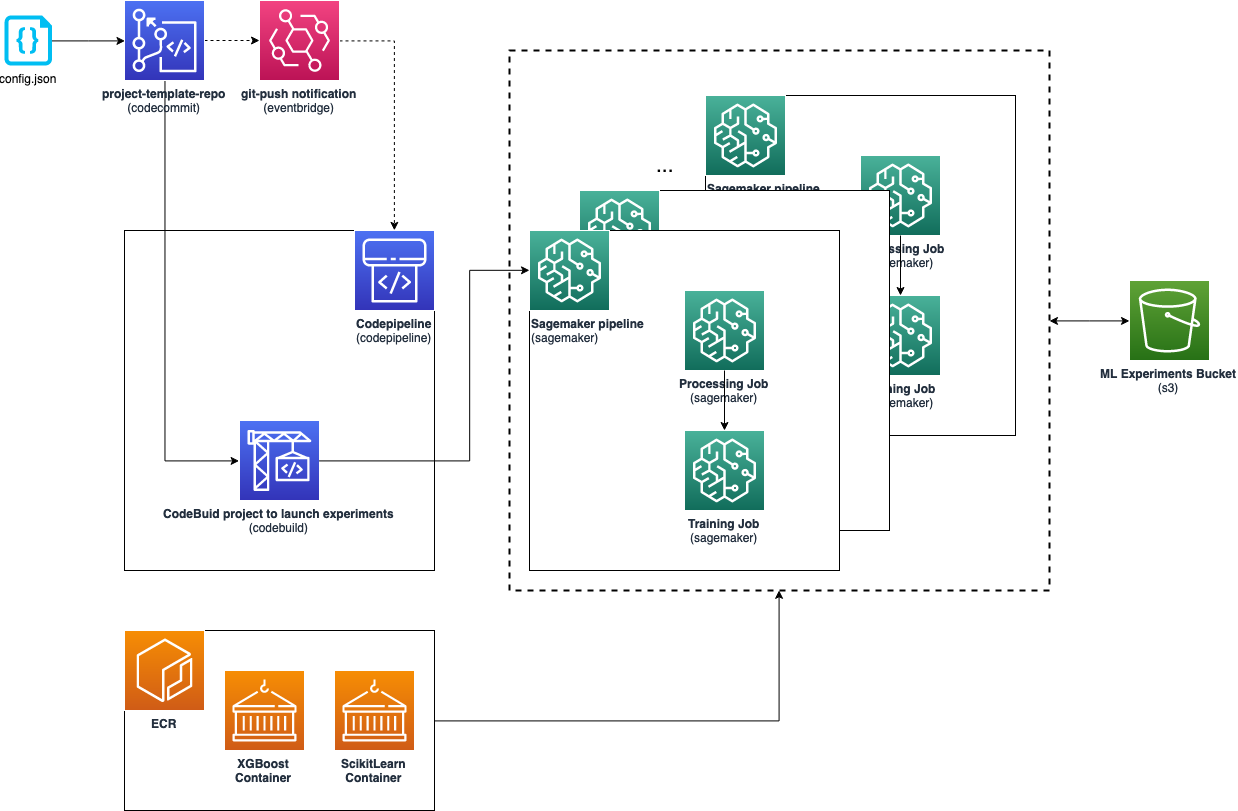 config.json
project-template-repo
(codecommit)
git-push notification
(eventbridge)
...
Sagemaker pipeline
ssing Job
emaker)
Codepipeline
(codepipeline)
Sagemaker pipeline
(sagemaker)
Processing Job
(sagemaker)
ning Job
emaker)
ML Experiments Bucket
(s3)
CodeBuid project to launch experiments
(codebuild)
Training Job
(sagemaker)
ECR
XGBoost
Container
ScikitLearn
Container